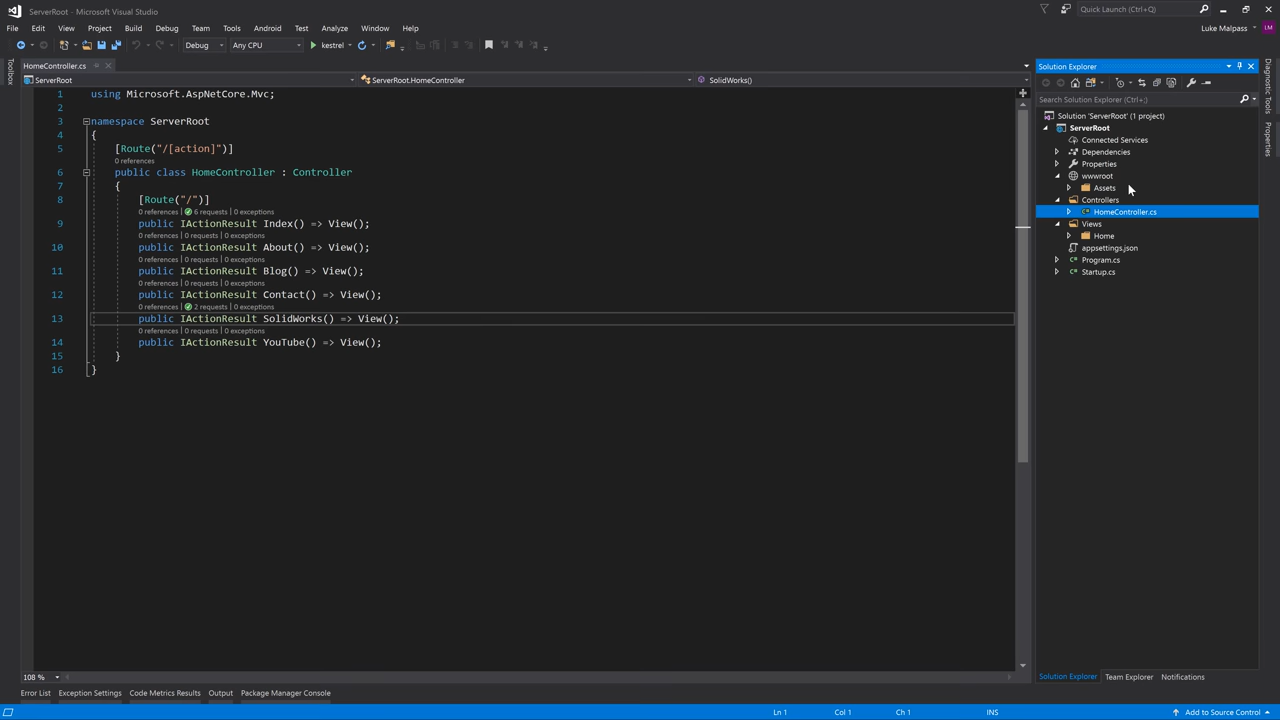 ServerRoot - Microsoft Visual Studio
Quick Launch (Ctrl+Q)
File Edit View Project Build Debug Team Tools Android Test Analyze Window Help
Luke Malpass LM
Debug Any CPU kestrel
Toolbox
HomeController.cs
ServerRoot ServerRoot.HomeController SolidWorks()
1 using Microsoft.AspNetCore.Mvc;
2
3 namespace ServerRoot
4 {
5 [Route("/[action]")]
0 references
6 public class HomeController : Controller
7 {
8 [Route("/")]
0 references | 6 requests | 0 exceptions
9 public IActionResult Index() => View();
0 references | 0 requests | 0 exceptions
10 public IActionResult About() => View();
0 references | 0 requests | 0 exceptions
11 public IActionResult Blog() => View();
0 references | 0 requests | 0 exceptions
12 public IActionResult Contact() => View();
0 references | 2 requests | 0 exceptions
13 public IActionResult SolidWorks() => View();
0 references | 0 requests | 0 exceptions
14 public IActionResult YouTube() => View();
15 }
16 }
Solution Explorer
Search Solution Explorer (Ctrl+;)
Solution 'ServerRoot' (1 project)
ServerRoot
Connected Services
Dependencies
Properties
wwwroot
Assets
Controllers
HomeController.cs
Views
Home
appsettings.json
Program.cs
Startup.cs
Diagnostic Tools
Properties
108 %
Solution Explorer Team Explorer Notifications
Error List Exception Settings Code Metrics Results Output Package Manager Console
Ln 1 Col 1 Ch 1 INS Add to Source Control